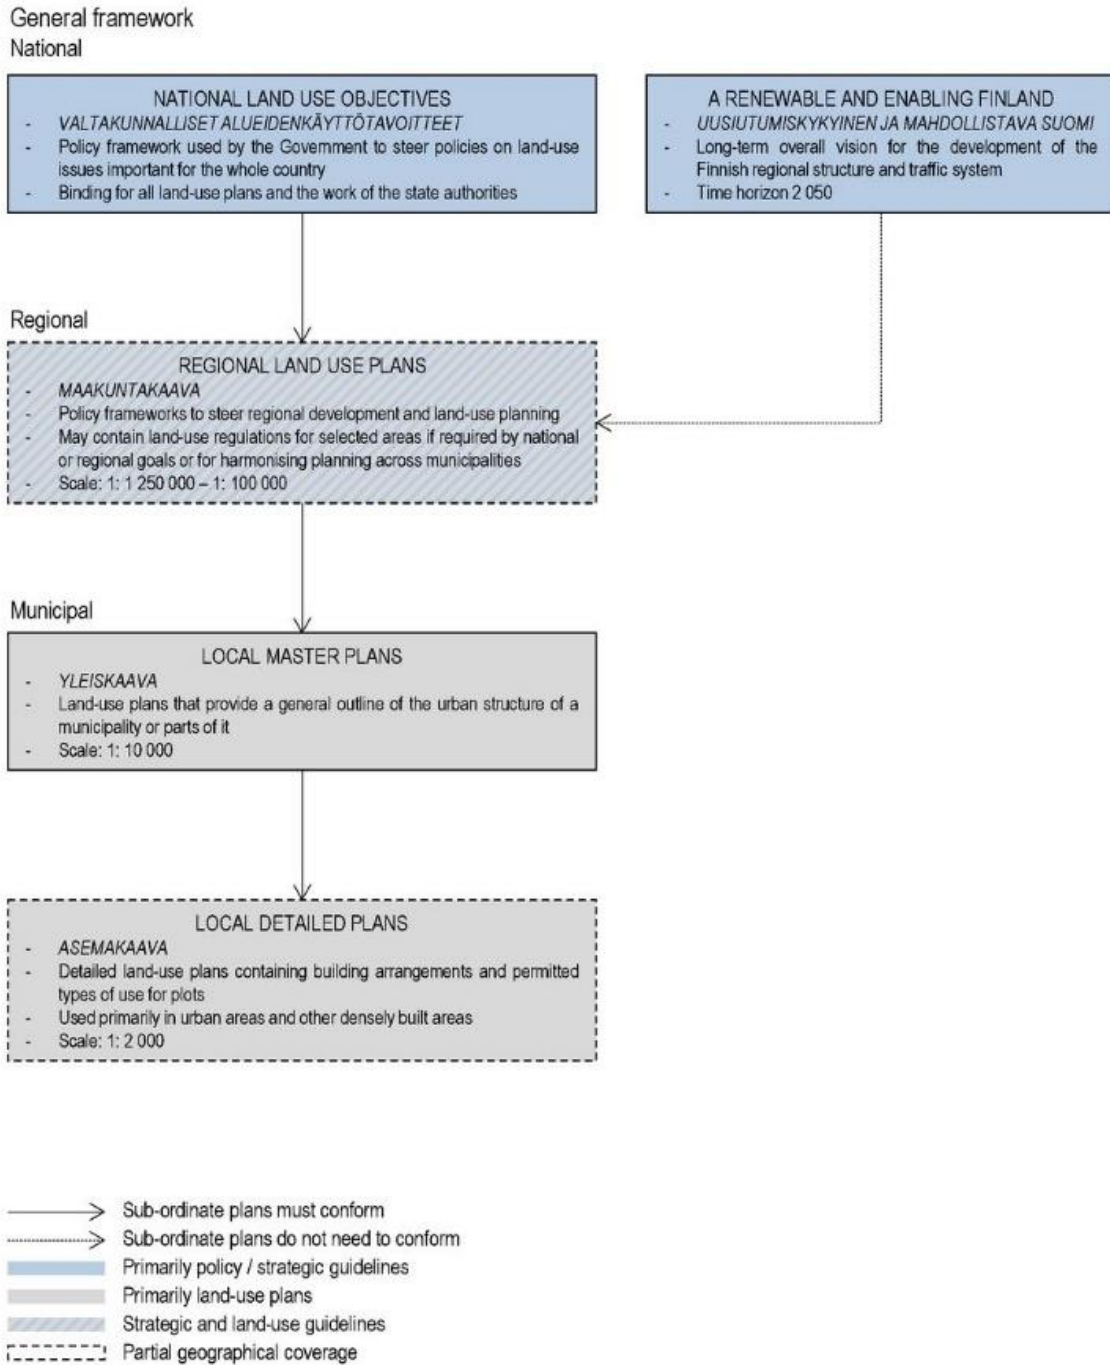 General framework
National
NATIONAL LAND USE OBJECTIVES
- VALTAKUNNALLISET ALUEIDENKÄYTTÖTAVOITTEET
- Policy framework used by the Government to steer policies on land-use
issues important for the whole country
- Binding for all land-use plans and the work of the state authorities
A RENEWABLE AND ENABLING FINLAND
- UUSIUTUMISKYKYINEN JA MAHDOLLISTAVA SUOMI
- Long-term overall vision for the development of the
Finnish regional structure and traffic system
- Time horizon 2 050
Regional
REGIONAL LAND USE PLANS
- MAAKUNTAKAAVA
- Policy frameworks to steer regional development and land-use planning
- May contain land-use regulations for selected areas if required by national
or regional goals or for harmonising planning across municipalities
- Scale: 1: 1 250 000 – 1: 100 000
Municipal
LOCAL MASTER PLANS
- YLEISKAAVA
- Land-use plans that provide a general outline of the urban structure of a
municipality or parts of it
- Scale: 1: 10 000
LOCAL DETAILED PLANS
- ASEMAKAAVA
- Detailed land-use plans containing building arrangements and permitted
types of use for plots
- Used primarily in urban areas and other densely built areas
- Scale: 1: 2 000
Sub-ordinate plans must conform
Sub-ordinate plans do not need to conform
Primarily policy / strategic guidelines
Primarily land-use plans
Strategic and land-use guidelines
Partial geographical coverage